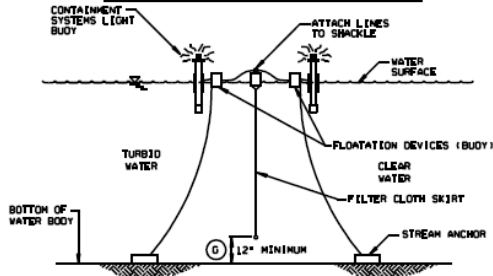 CONTAINMENT
SYSTEMS LIGHT
BUOY
ATTACH LINES
TO SHACKLE
WATER
SURFACE
FLOATATION DEVICES (BUOY)
TURBID
WATER
CLEAR
WATER
FILTER CLOTH SKIRT
BOTTOM OF
WATER BODY
G 12" MINIMUM
STREAM ANCHOR